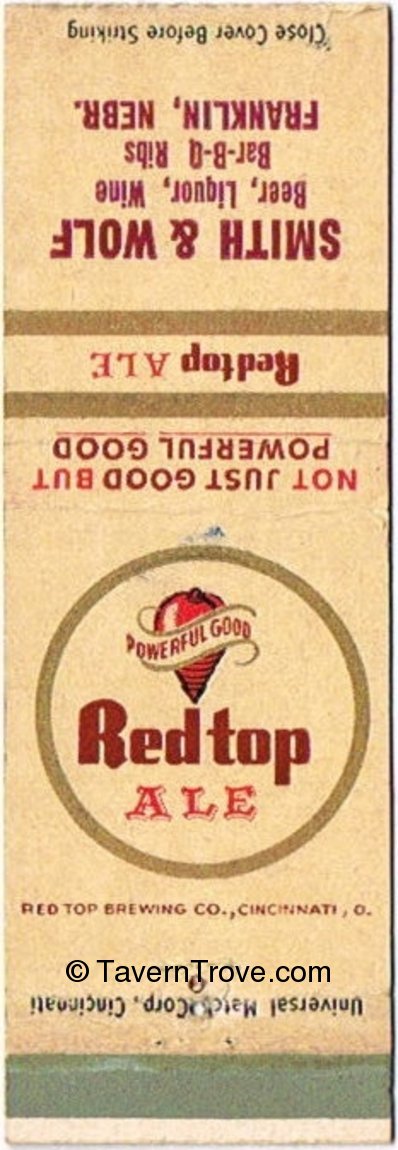 Close Cover Before Striking
FRANKLIN, NEBR.
Bar-B-Q Ribs
Beer, Liquor, Wine
SMITH & WOLF
Redtop ALE
POWERFUL GOOD
NOT JUST GOOD BUT
POWERFUL GOOD
Redtop
ALE
RED TOP BREWING CO., CINCINNATI, O.
© TavernTrove.com
Universal Match Corp., Cincinnati